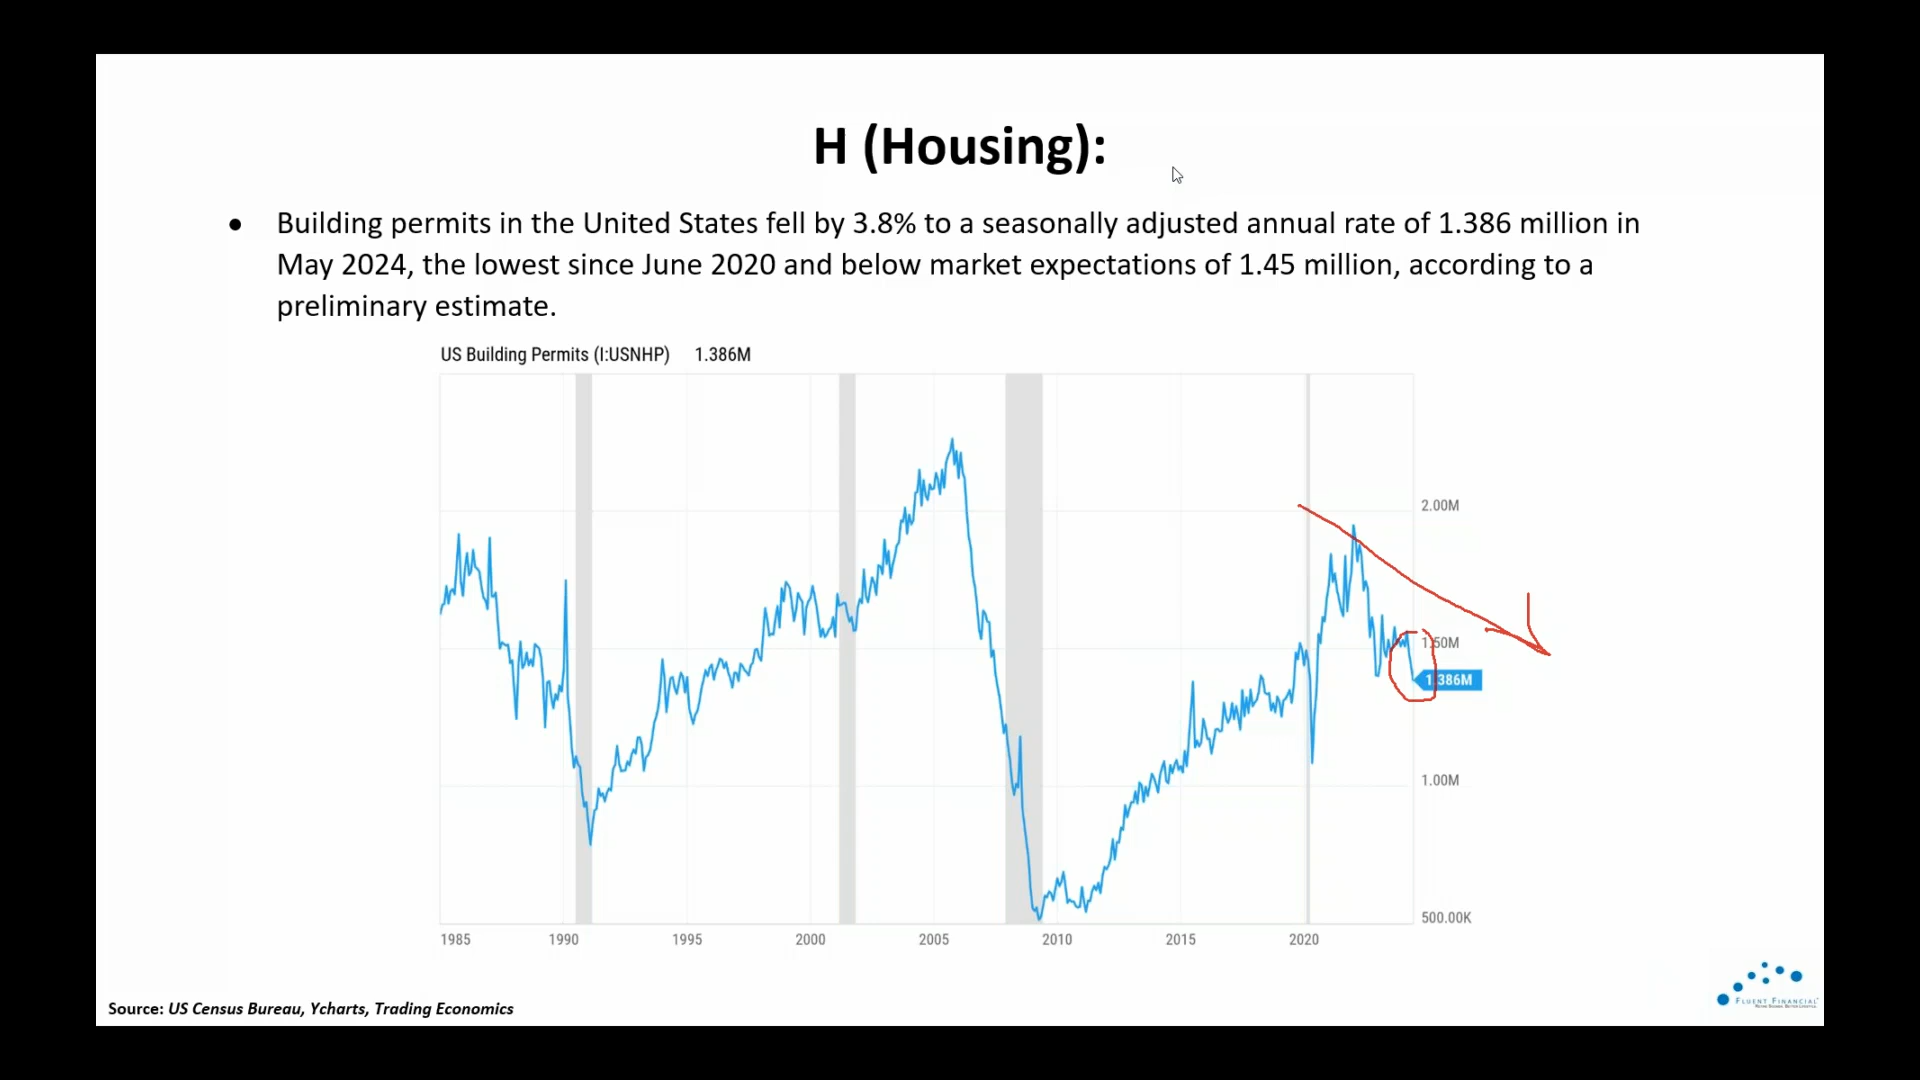 H (Housing):
● Building permits in the United States fell by 3.8% to a seasonally adjusted annual rate of 1.386 million in
May 2024, the lowest since June 2020 and below market expectations of 1.45 million, according to a
preliminary estimate.
US Building Permits (I:USNHP) 1.386M
2.00M
1.50M
1.386M
1.00M
500.00K
1985 1990 1995 2000 2005 2010 2015 2020
Source: US Census Bureau, Ycharts, Trading Economics
FLUENT FINANCIAL